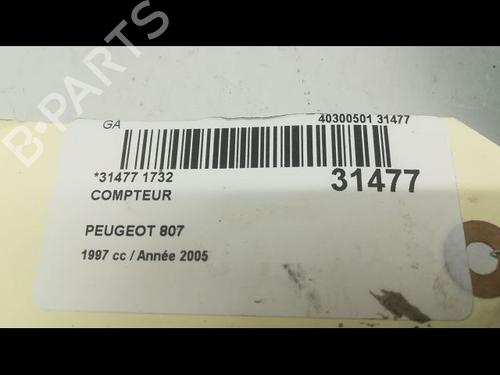 B-PARTS
GA 40300501 31477
*31477 1732 31477
COMPTEUR
PEUGEOT 807
1997 cc / Année 2005